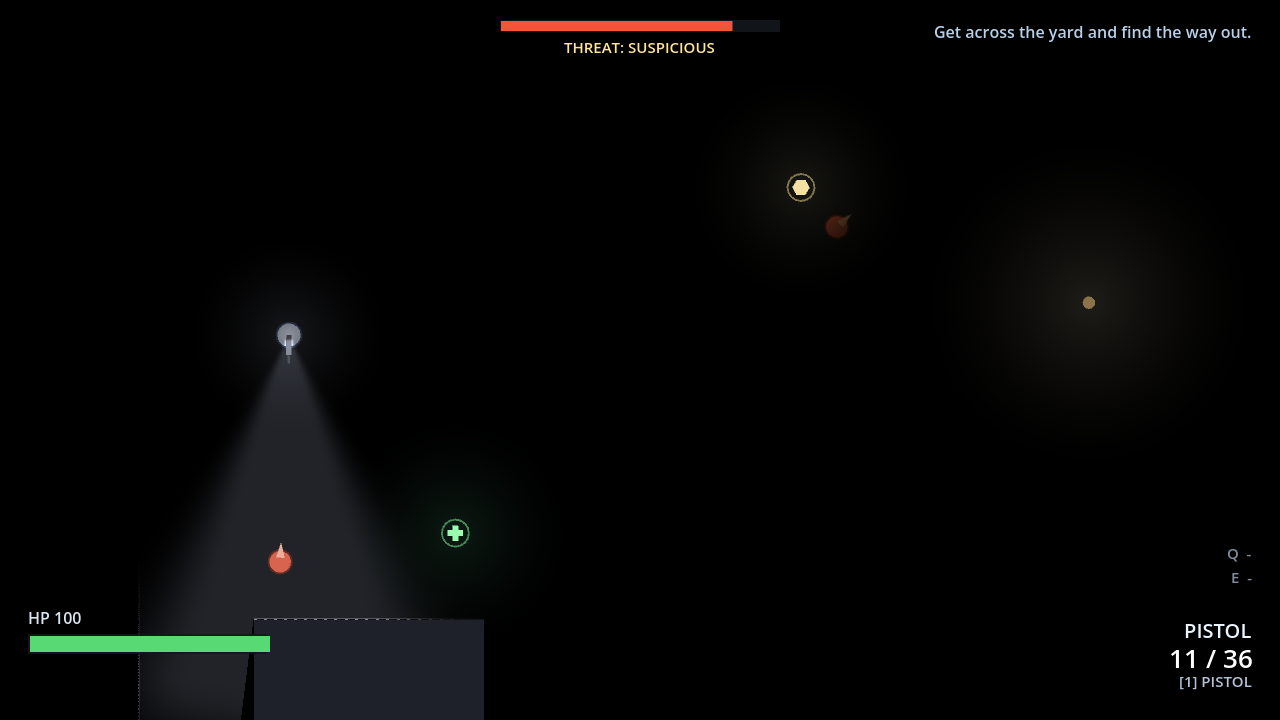 THREAT: SUSPICIOUS
Get across the yard and find the way out.
Q -
E -
HP 100
PISTOL
11 / 36
[1] PISTOL